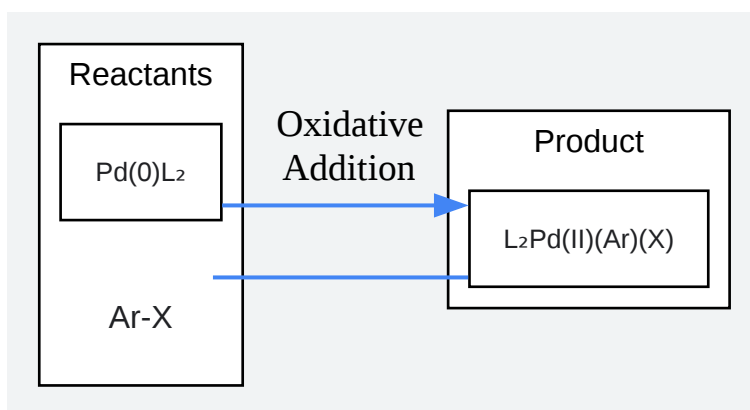 Reactants
Pd(0)L₂
Ar-X
Oxidative
Addition
Product
L₂Pd(II)(Ar)(X)